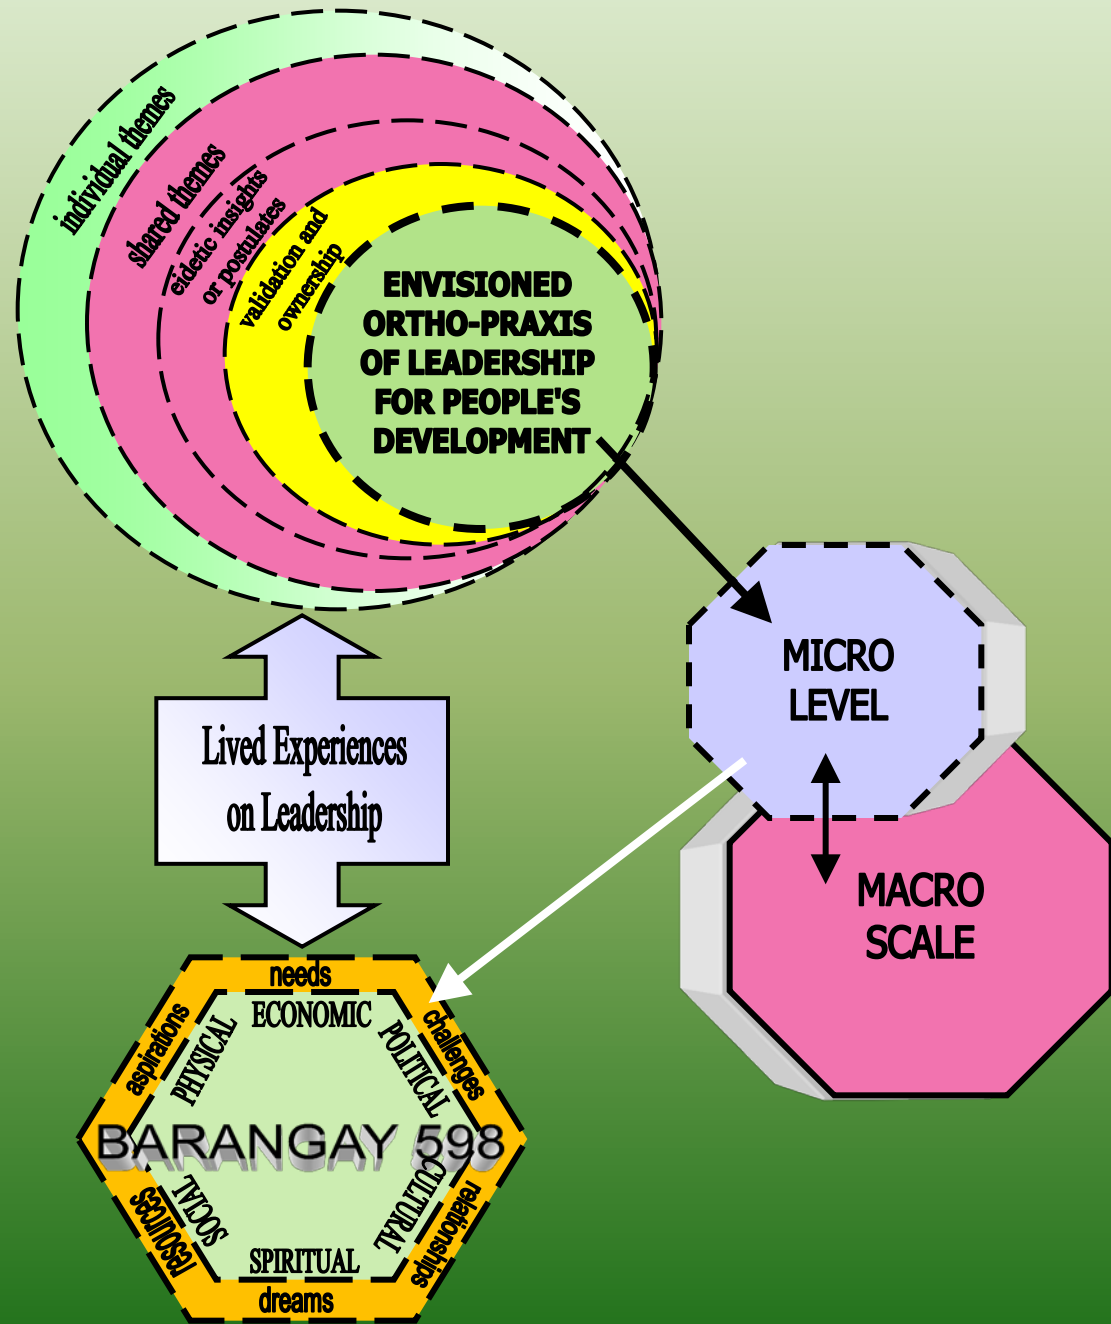 individual themes
shared themes
eidetic insights
or postulates
validation and
ownership
ENVISIONED
ORTHO-PRAXIS
OF LEADERSHIP
FOR PEOPLE'S
DEVELOPMENT
MICRO
LEVEL
Lived Experiences
on Leadership
MACRO
SCALE
needs
aspirations
challenges
ECONOMIC
PHYSICAL
POLITICAL
BARANGAY 598
SOCIAL
CULTURAL
resources
relationships
SPIRITUAL
dreams